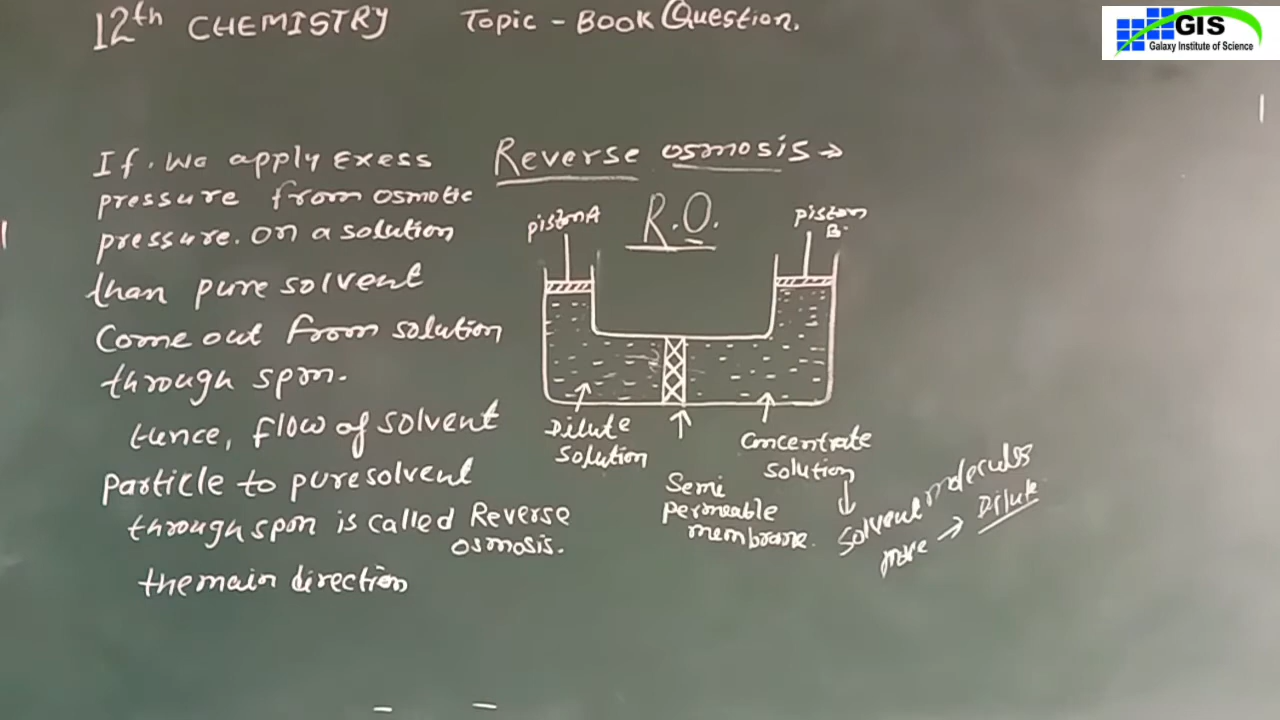 12th CHEMISTRY Topic - Book Question.
GIS
Galaxy Institute of Science
If. We apply Exess
pressure from osmotic
pressure. on a solution
than pure solvent
Come out from solution
through spm.
tunce, flow of solvent
particle to pure solvent
through spm is called Reverse
osmosis.
the main direction
Reverse osmosis →
R.O.
piston A
piston
B.
Dilute
solution
Semi
permeable
membrane.
Concentrate
solution
Solvent molecules
more → Dilute